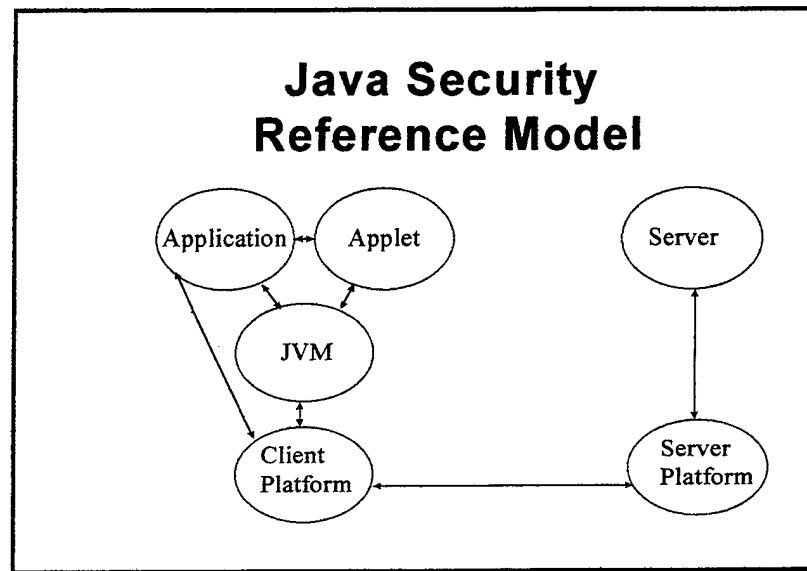 Java Security
Reference Model
Application
Applet
Server
JVM
Client
Platform
Server
Platform